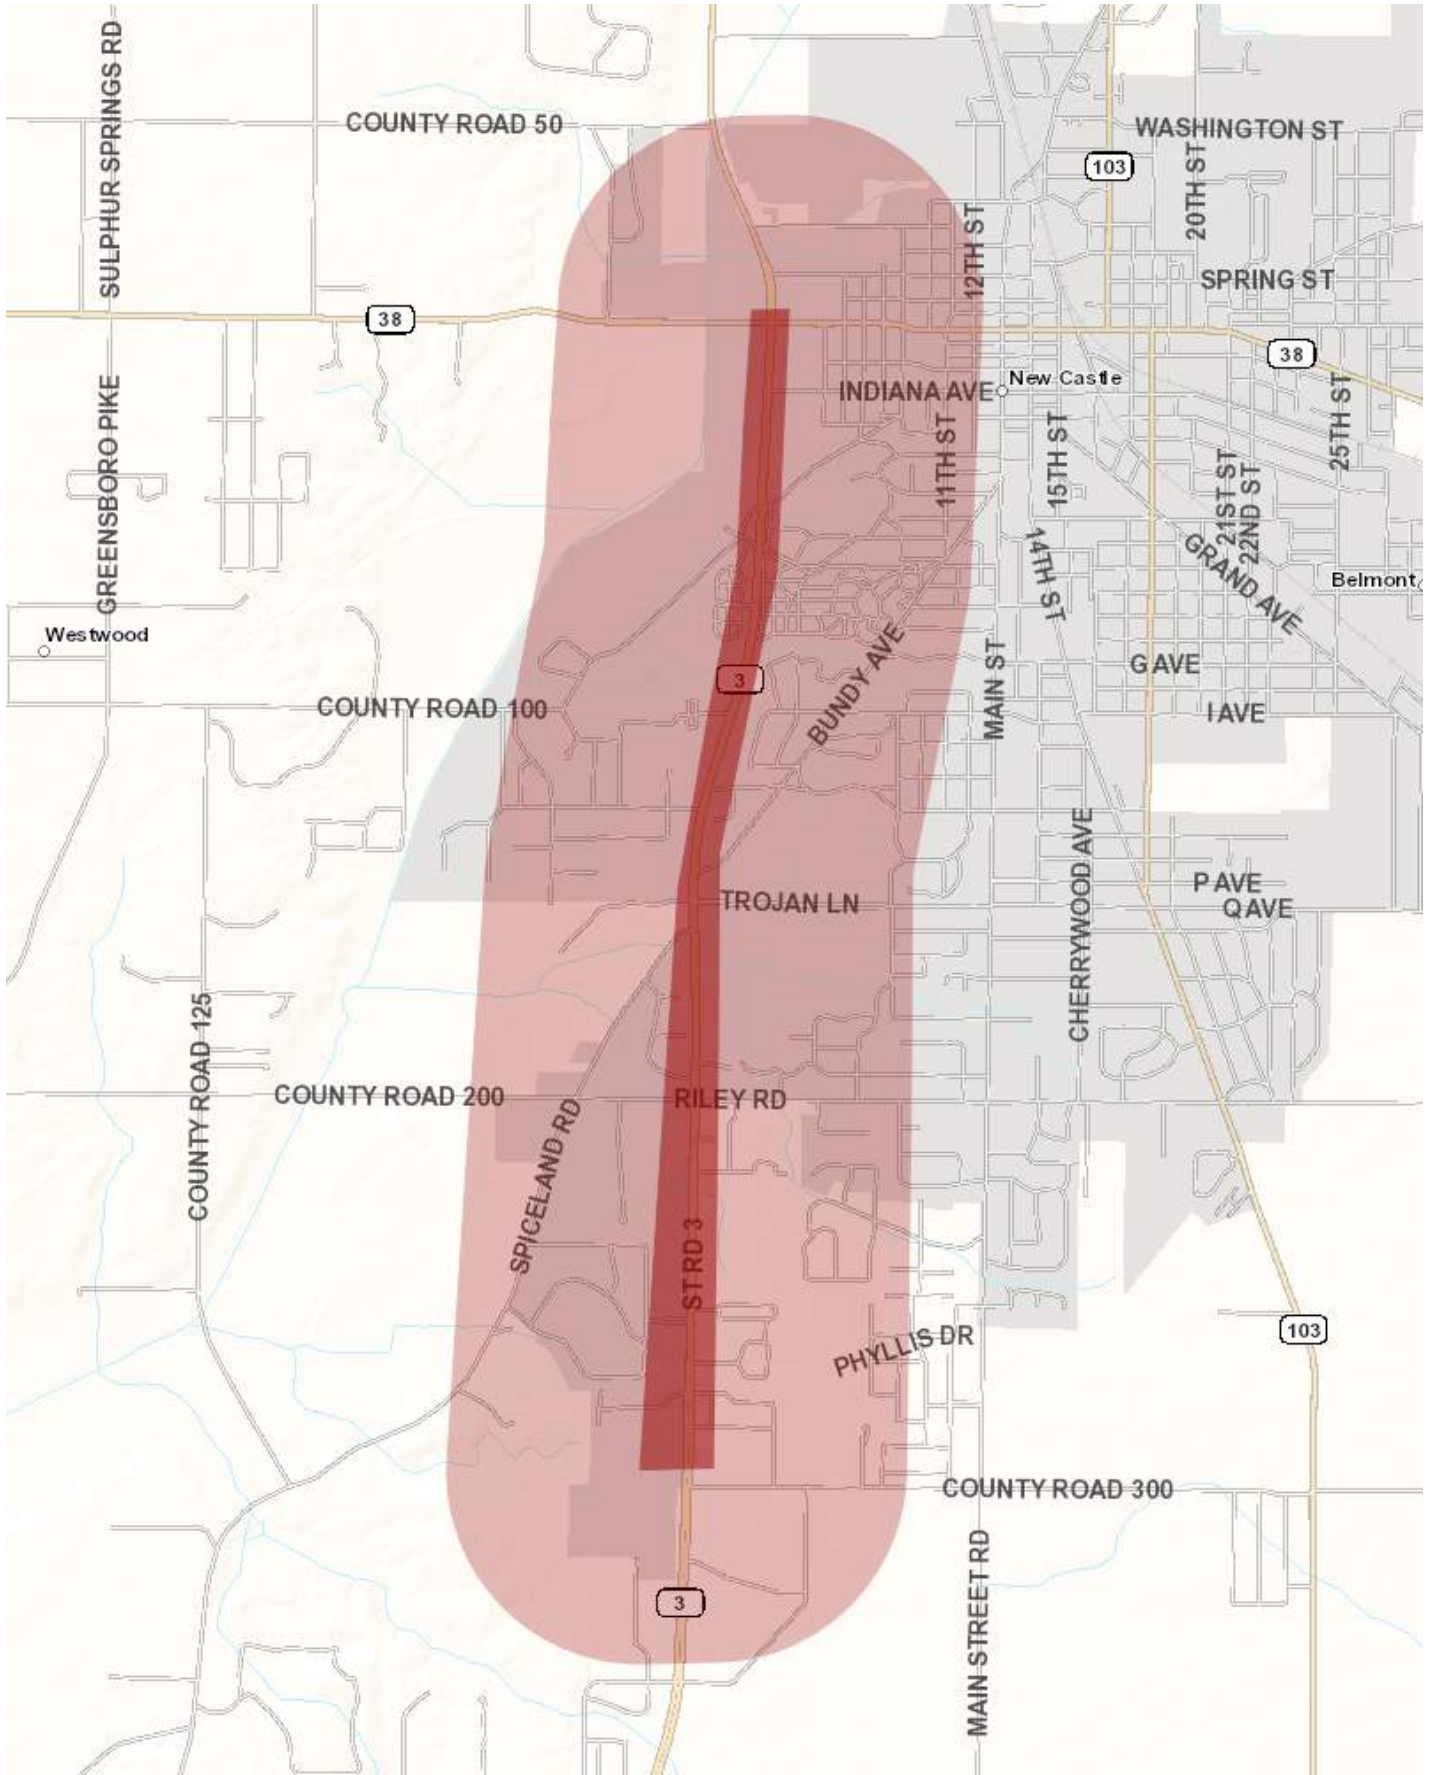 SULPHUR SPRINGS RD
COUNTY ROAD 50
WASHINGTON ST
103
20TH ST
12TH ST
SPRING ST
38
38
New Castle
INDIANA AVE
GREENSBORO PIKE
25TH ST
11TH ST
15TH ST
21ST ST
22ND ST
14TH ST
GRAND AVE
Belmont
Westwood
BUNDY AVE
MAIN ST
G AVE
3
COUNTY ROAD 100
I AVE
CHERRYWOOD AVE
TROJAN LN
P AVE
Q AVE
COUNTY ROAD 125
COUNTY ROAD 200
RILEY RD
SPICELAND RD
ST RD 3
PHYLLIS DR
103
COUNTY ROAD 300
MAIN STREET RD
3